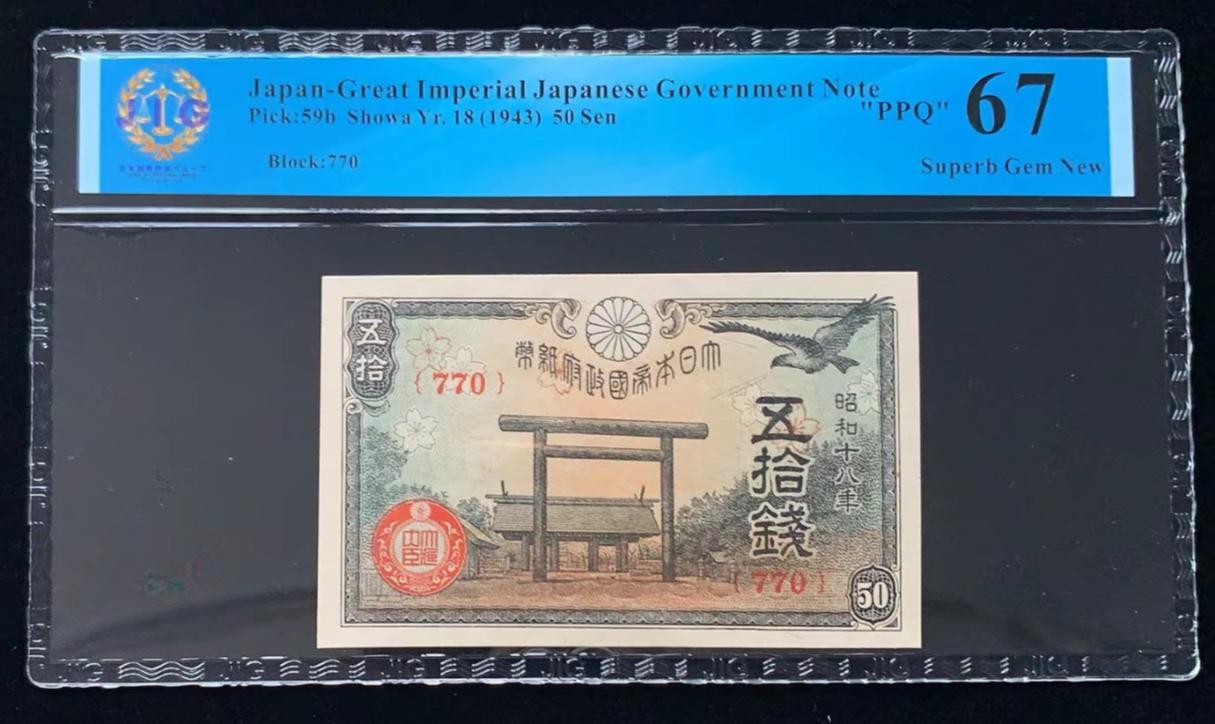 JIG
Japan-Great Imperial Japanese Government Note
Pick:59b Showa Yr. 18 (1943) 50 Sen
Block:770
"PPQ" 67
Superb Gem New
五拾
幣紙府政國帝本日大
{ 770 }
五拾錢
昭和十八年
{ 770 }
50